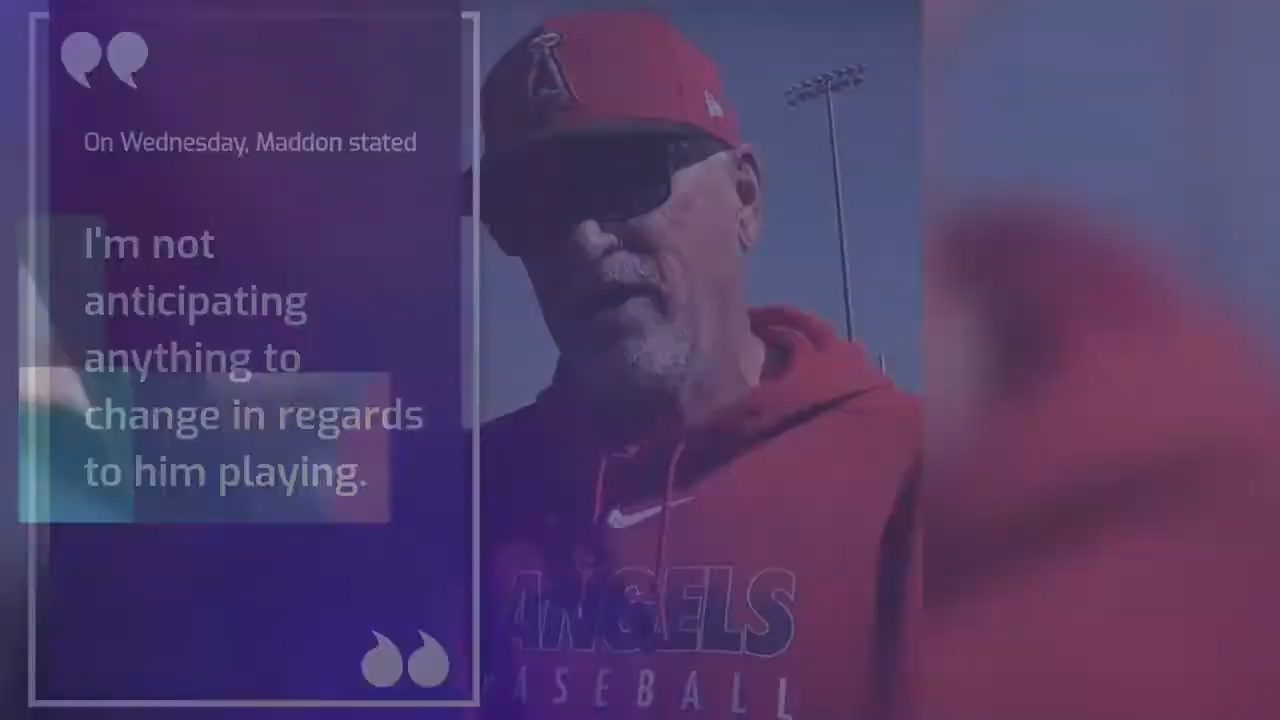 On Wednesday, Maddon stated
I'm not
anticipating
anything to
change in regards
to him playing.
A
ANGELS
BASEBALL